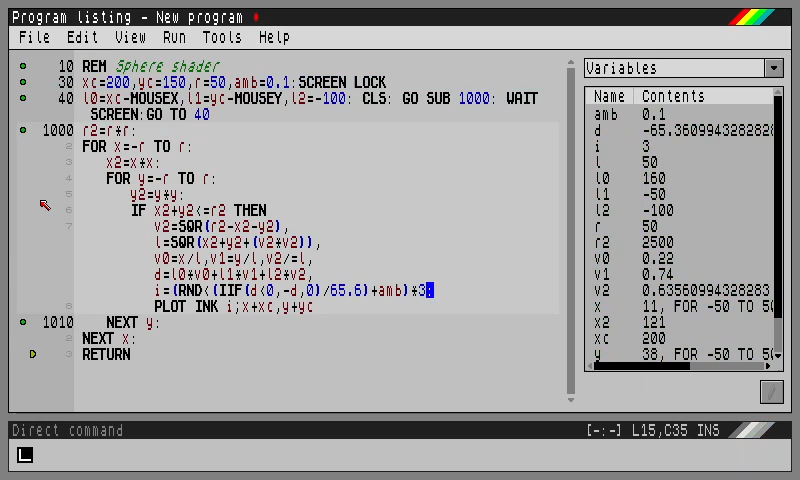 Program listing - New program
File Edit View Run Tools Help
10 REM Sphere shader
30 xc=200,yc=150,r=50,amb=0.1:SCREEN LOCK
40 l0=xc-MOUSEX,l1=yc-MOUSEY,l2=-100: CLS: GO SUB 1000: WAIT
SCREEN:GO TO 40
1000 r2=r*r:
2 FOR x=-r TO r:
3 x2=x*x:
4 FOR y=-r TO r:
5 y2=y*y:
6 IF x2+y2<=r2 THEN
7 v2=SQR(r2-x2-y2),
l=SQR(x2+y2+(v2*v2)),
v0=x/l,v1=y/l,v2/=l,
d=l0*v0+l1*v1+l2*v2,
i=(RND<(IIF(d<0,-d,0)/65.6)+amb)*3:
8 PLOT INK i;x+xc,y+yc
1010 NEXT y:
2 NEXT x:
3 RETURN
Variables
Name Contents
amb 0.1
d -65.3609943282828
i 3
l 50
l0 160
l1 -50
l2 -100
r 50
r2 2500
v0 0.22
v1 0.74
v2 0.63560994328283
x 11, FOR -50 TO 50
x2 121
xc 200
y 38, FOR -50 TO 50
Direct command [-:-] L15,C35 INS
L